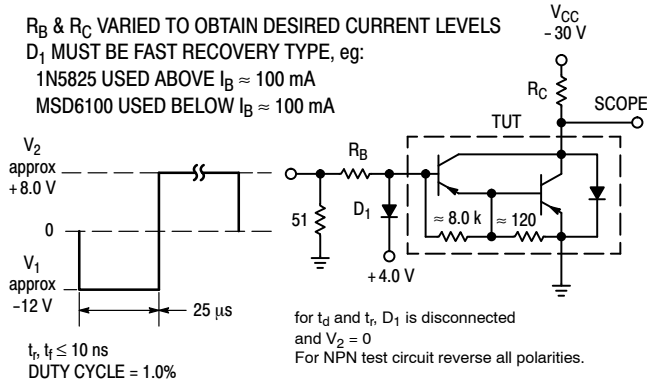 R_B & R_C VARIED TO OBTAIN DESIRED CURRENT LEVELS
D_1 MUST BE FAST RECOVERY TYPE, eg:
1N5825 USED ABOVE I_B ≈ 100 mA
MSD6100 USED BELOW I_B ≈ 100 mA
V_CC
– 30 V
R_C
SCOPE
TUT
V_2
approx
+ 8.0 V
R_B
51
D_1
≈ 8.0 k
≈ 120
0
+ 4.0 V
V_1
approx
–12 V
25 μs
for t_d and t_r, D_1 is disconnected
and V_2 = 0
For NPN test circuit reverse all polarities.
t_r, t_f ≤ 10 ns
DUTY CYCLE = 1.0%